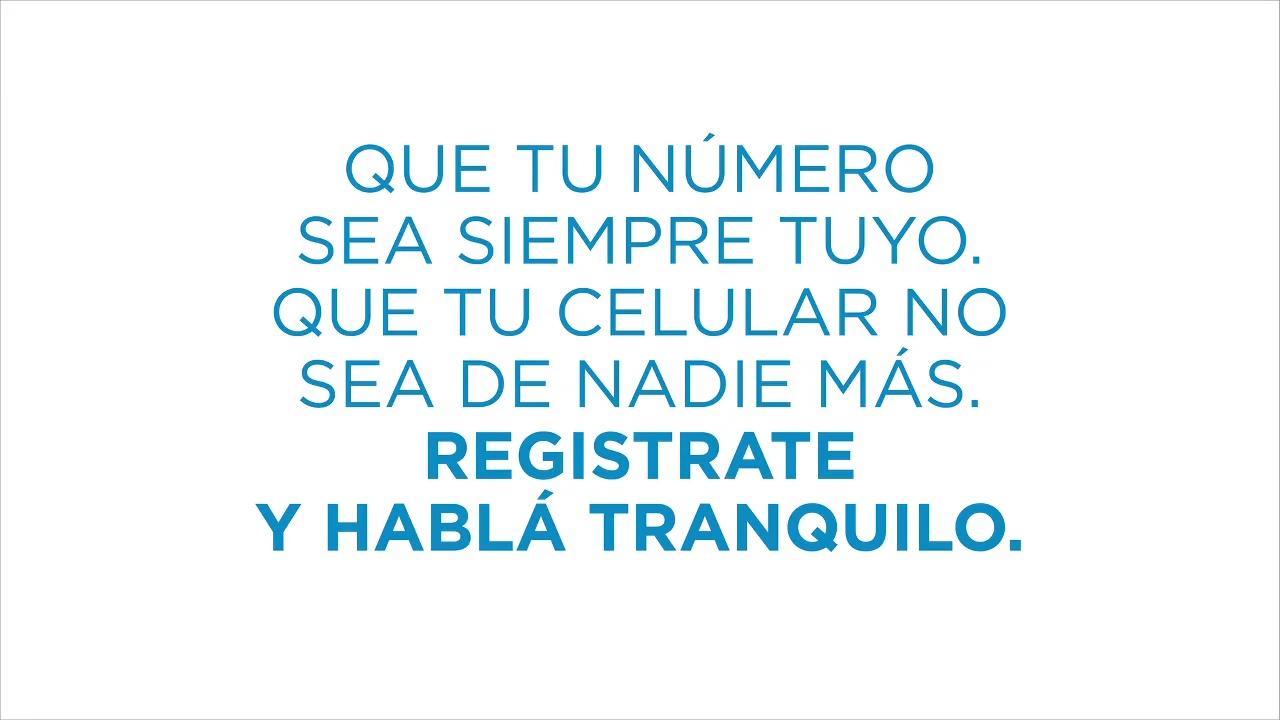 QUE TU NÚMERO
SEA SIEMPRE TUYO.
QUE TU CELULAR NO
SEA DE NADIE MÁS.
REGISTRATE
Y HABLÁ TRANQUILO.